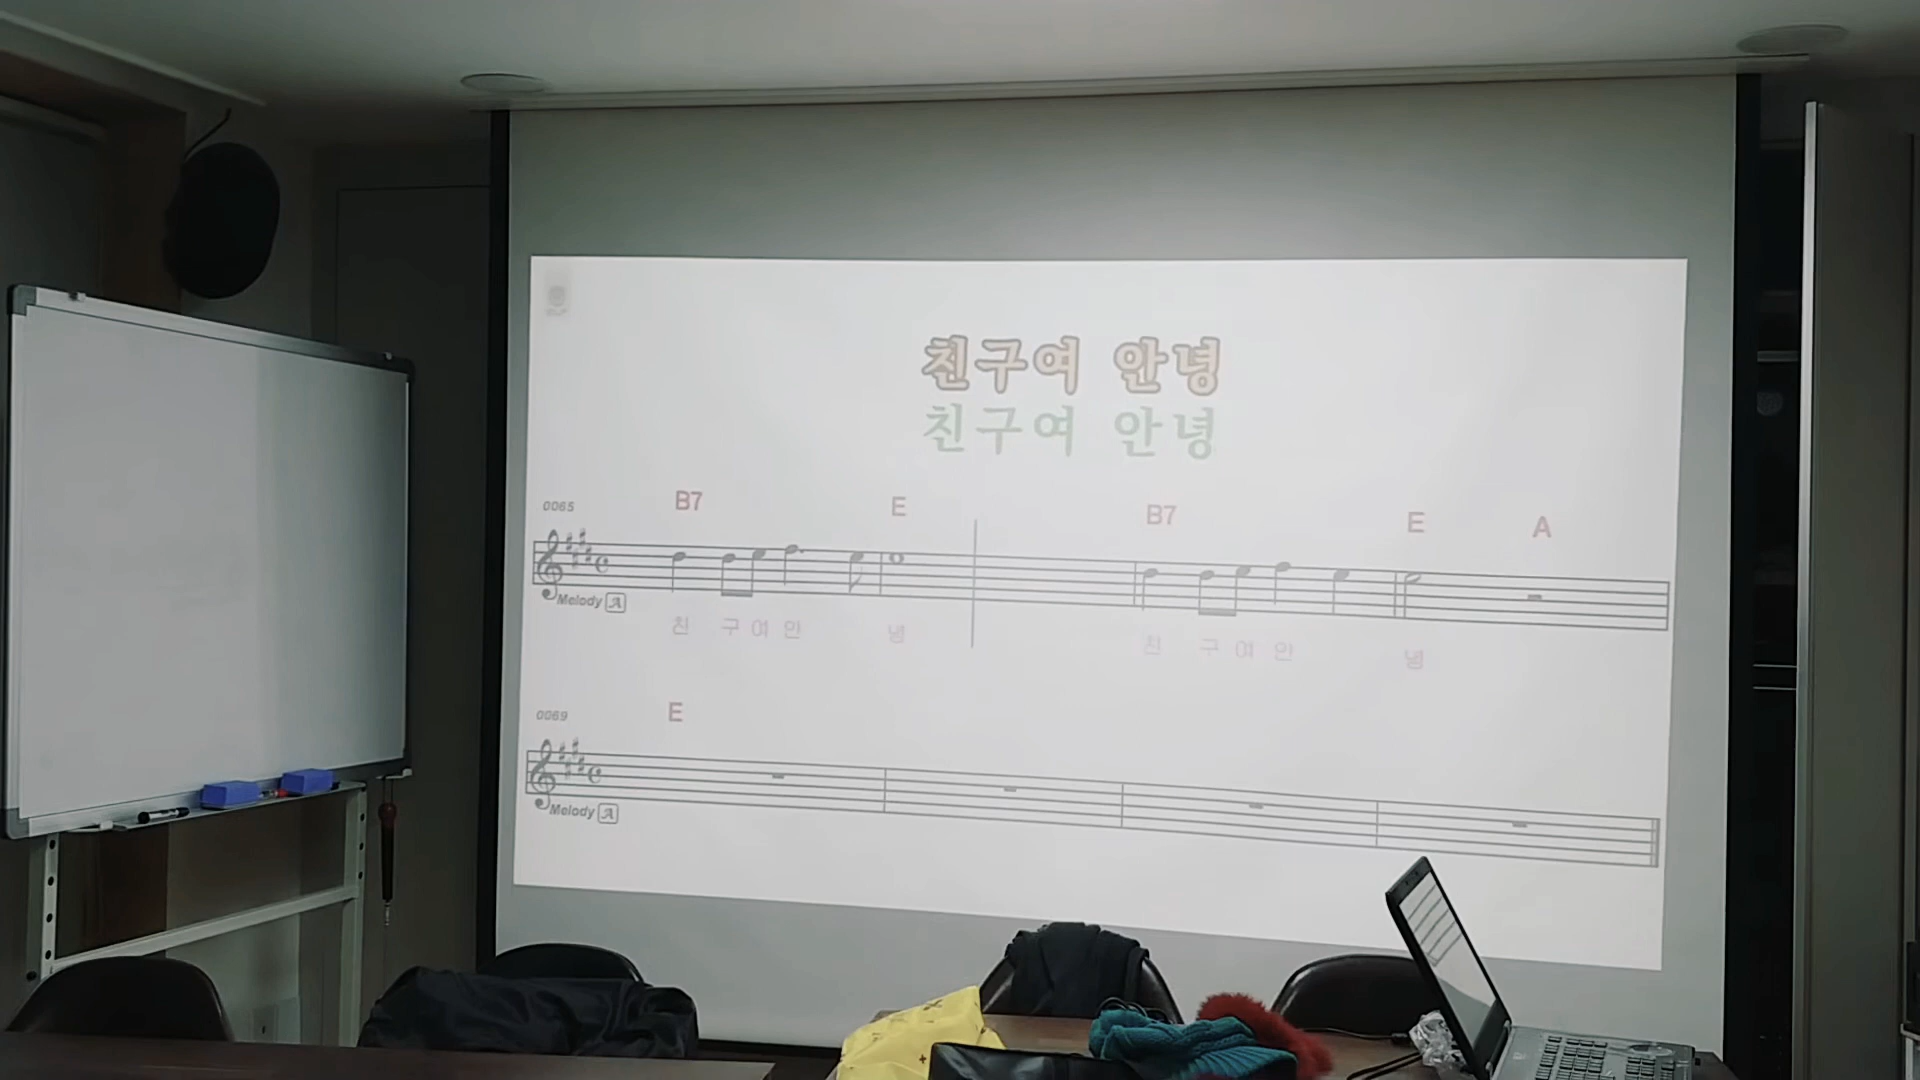 친구여 안녕
친구여 안녕
0065 B7 E B7 E A
Melody A
친 구 여 안 녕 친 구 여 안 녕
0069 E
Melody A